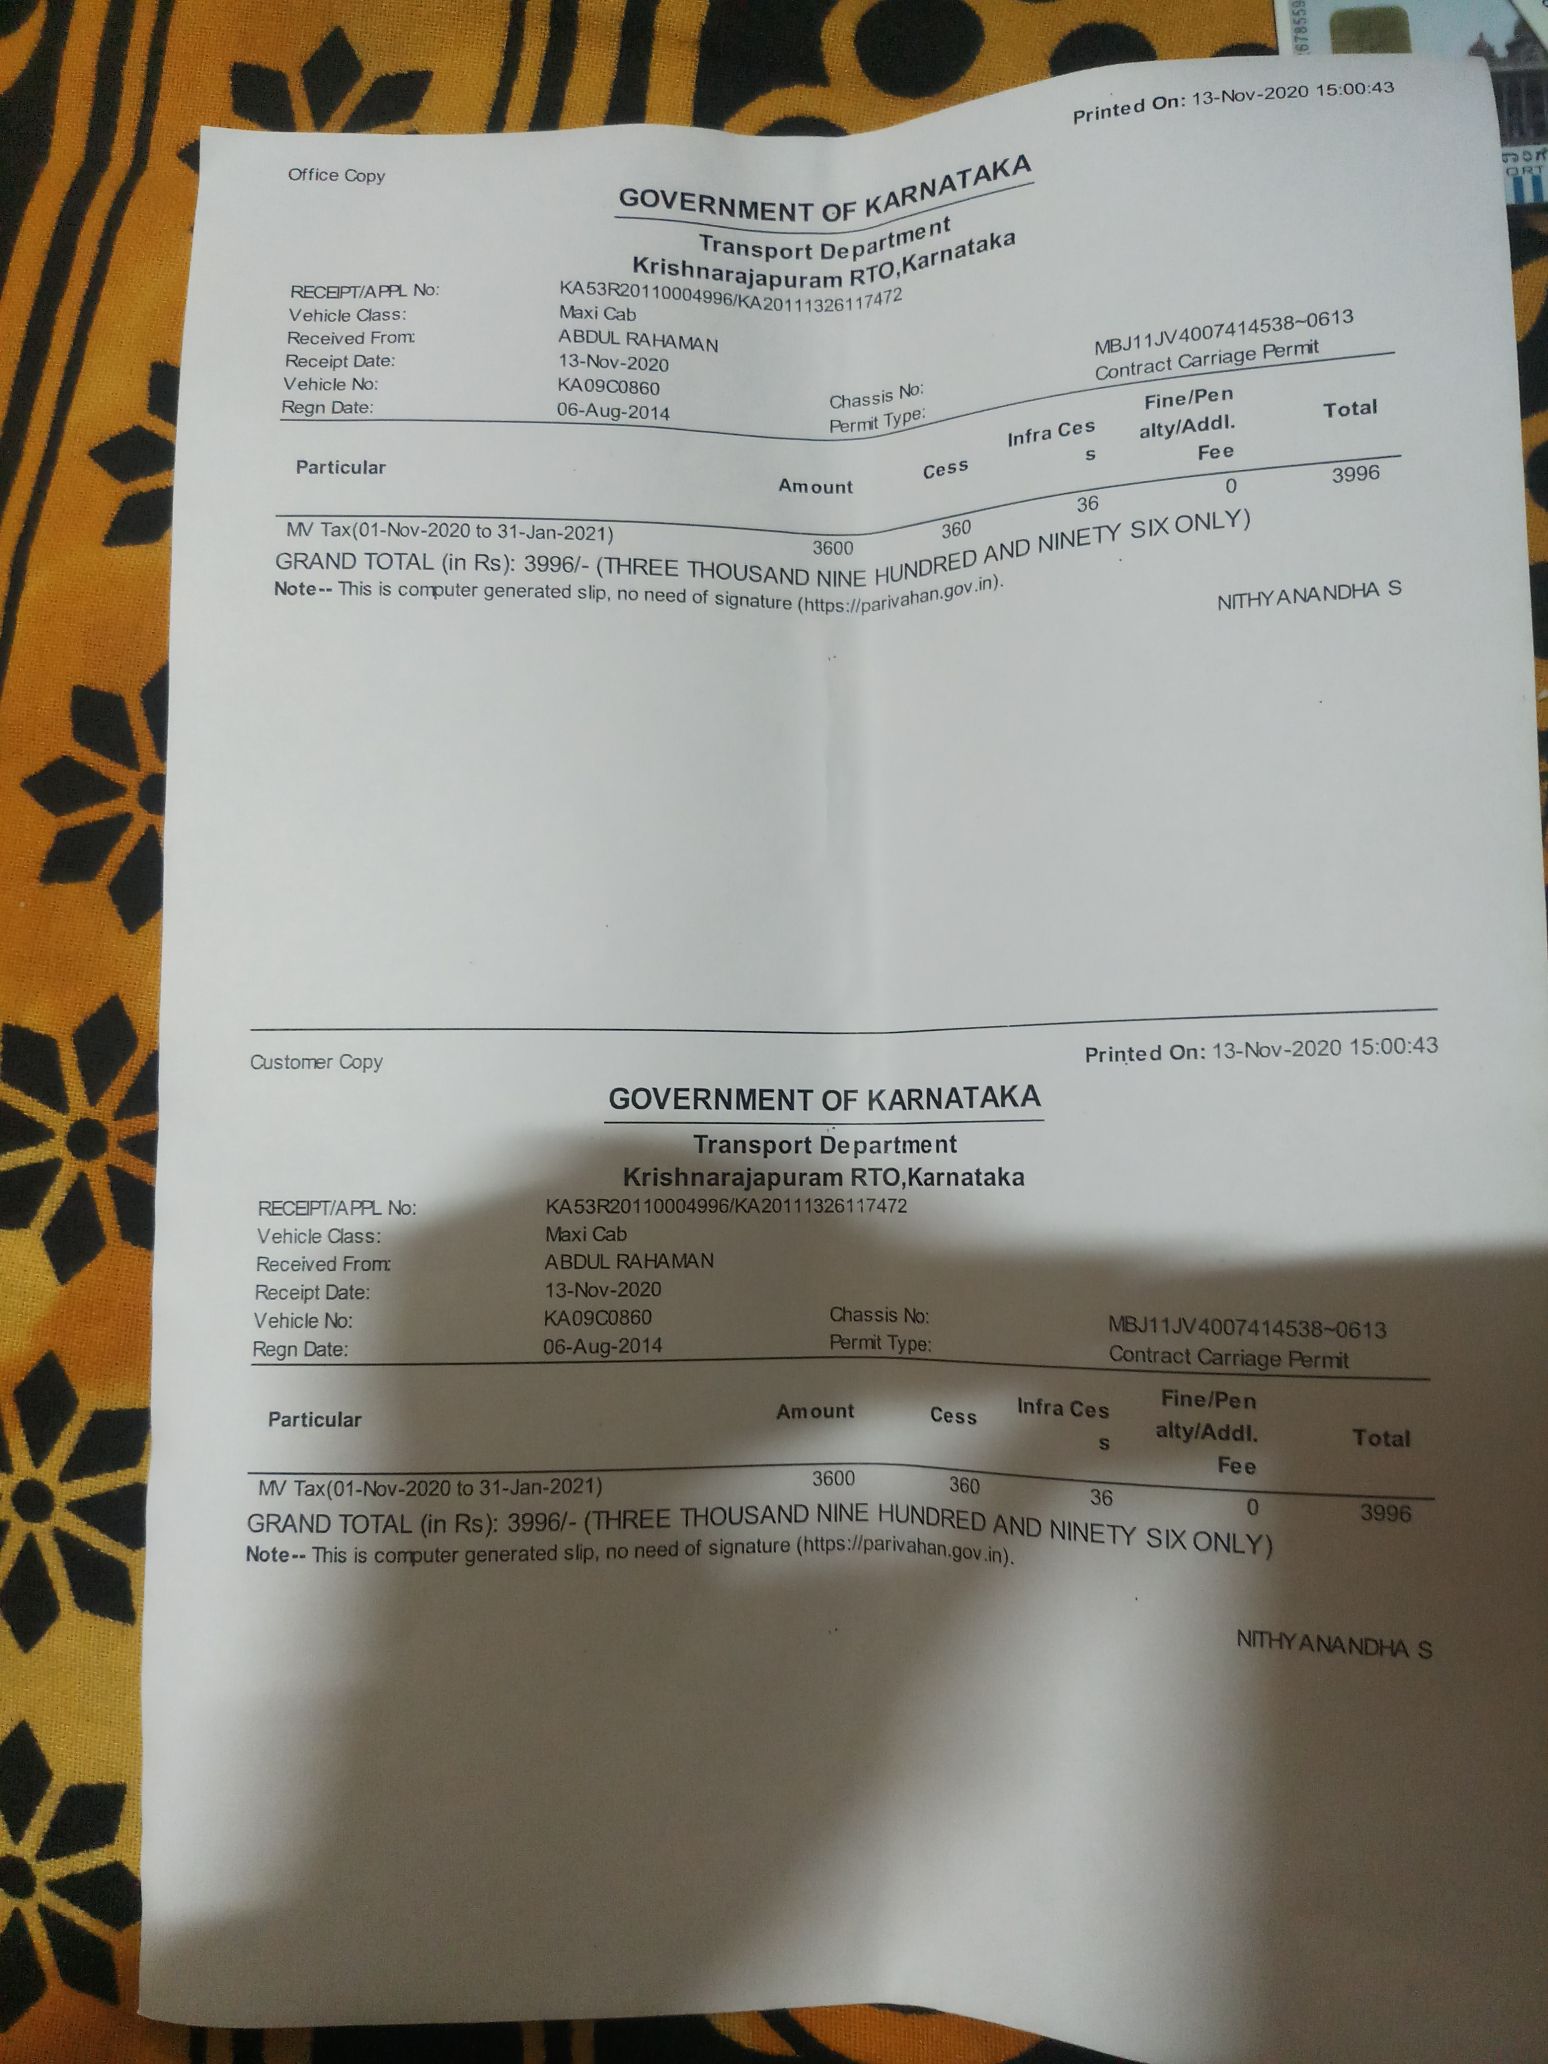 678559
ORT
Printed On: 13-Nov-2020 15:00:43
Office Copy
GOVERNMENT OF KARNATAKA
Transport Department
Krishnarajapuram RTO,Karnataka
RECEIPT/APPL No: KA53R20110004996/KA20111326117472
Vehicle Class: Maxi Cab
Received From: ABDUL RAHAMAN
Receipt Date: 13-Nov-2020
Vehicle No: KA09C0860 Chassis No: MBJ11JV4007414538~0613
Regn Date: 06-Aug-2014 Permit Type: Contract Carriage Permit
Particular Amount Cess Infra Ces s Fine/Pen alty/Addl. Fee Total
MV Tax(01-Nov-2020 to 31-Jan-2021) 3600 360 36 0 3996
GRAND TOTAL (in Rs): 3996/- (THREE THOUSAND NINE HUNDRED AND NINETY SIX ONLY)
Note-- This is computer generated slip, no need of signature (https://parivahan.gov.in).
NITHYANANDHA S
Customer Copy Printed On: 13-Nov-2020 15:00:43
GOVERNMENT OF KARNATAKA
Transport Department
Krishnarajapuram RTO,Karnataka
RECEIPT/APPL No: KA53R20110004996/KA20111326117472
Vehicle Class: Maxi Cab
Received From: ABDUL RAHAMAN
Receipt Date: 13-Nov-2020
Vehicle No: KA09C0860 Chassis No: MBJ11JV4007414538~0613
Regn Date: 06-Aug-2014 Permit Type: Contract Carriage Permit
Particular Amount Cess Infra Ces s Fine/Pen alty/Addl. Fee Total
MV Tax(01-Nov-2020 to 31-Jan-2021) 3600 360 36 0 3996
GRAND TOTAL (in Rs): 3996/- (THREE THOUSAND NINE HUNDRED AND NINETY SIX ONLY)
Note-- This is computer generated slip, no need of signature (https://parivahan.gov.in).
NITHYANANDHA S